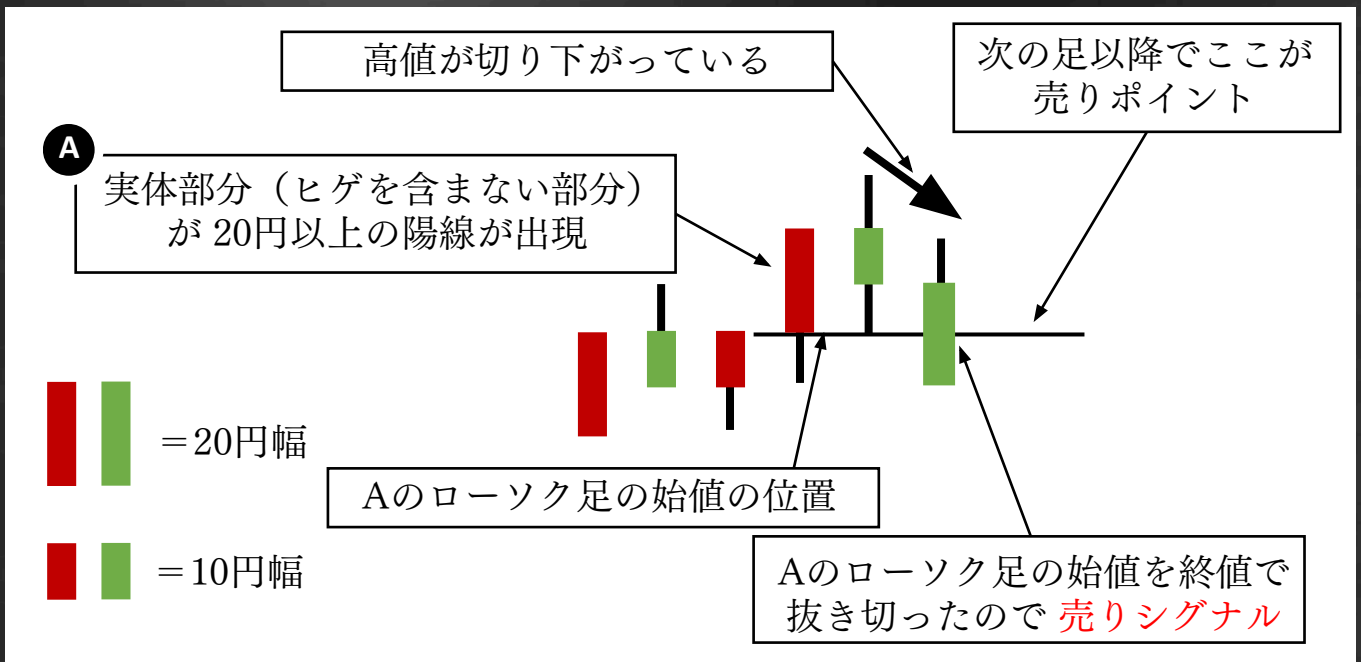 高値が切り下がっている
次の足以降でここが
売りポイント
A
実体部分（ヒゲを含まない部分）
が 20円以上の陽線が出現
＝20円幅
Aのローソク足の始値の位置
＝10円幅
Aのローソク足の始値を終値で
抜き切ったので 売りシグナル